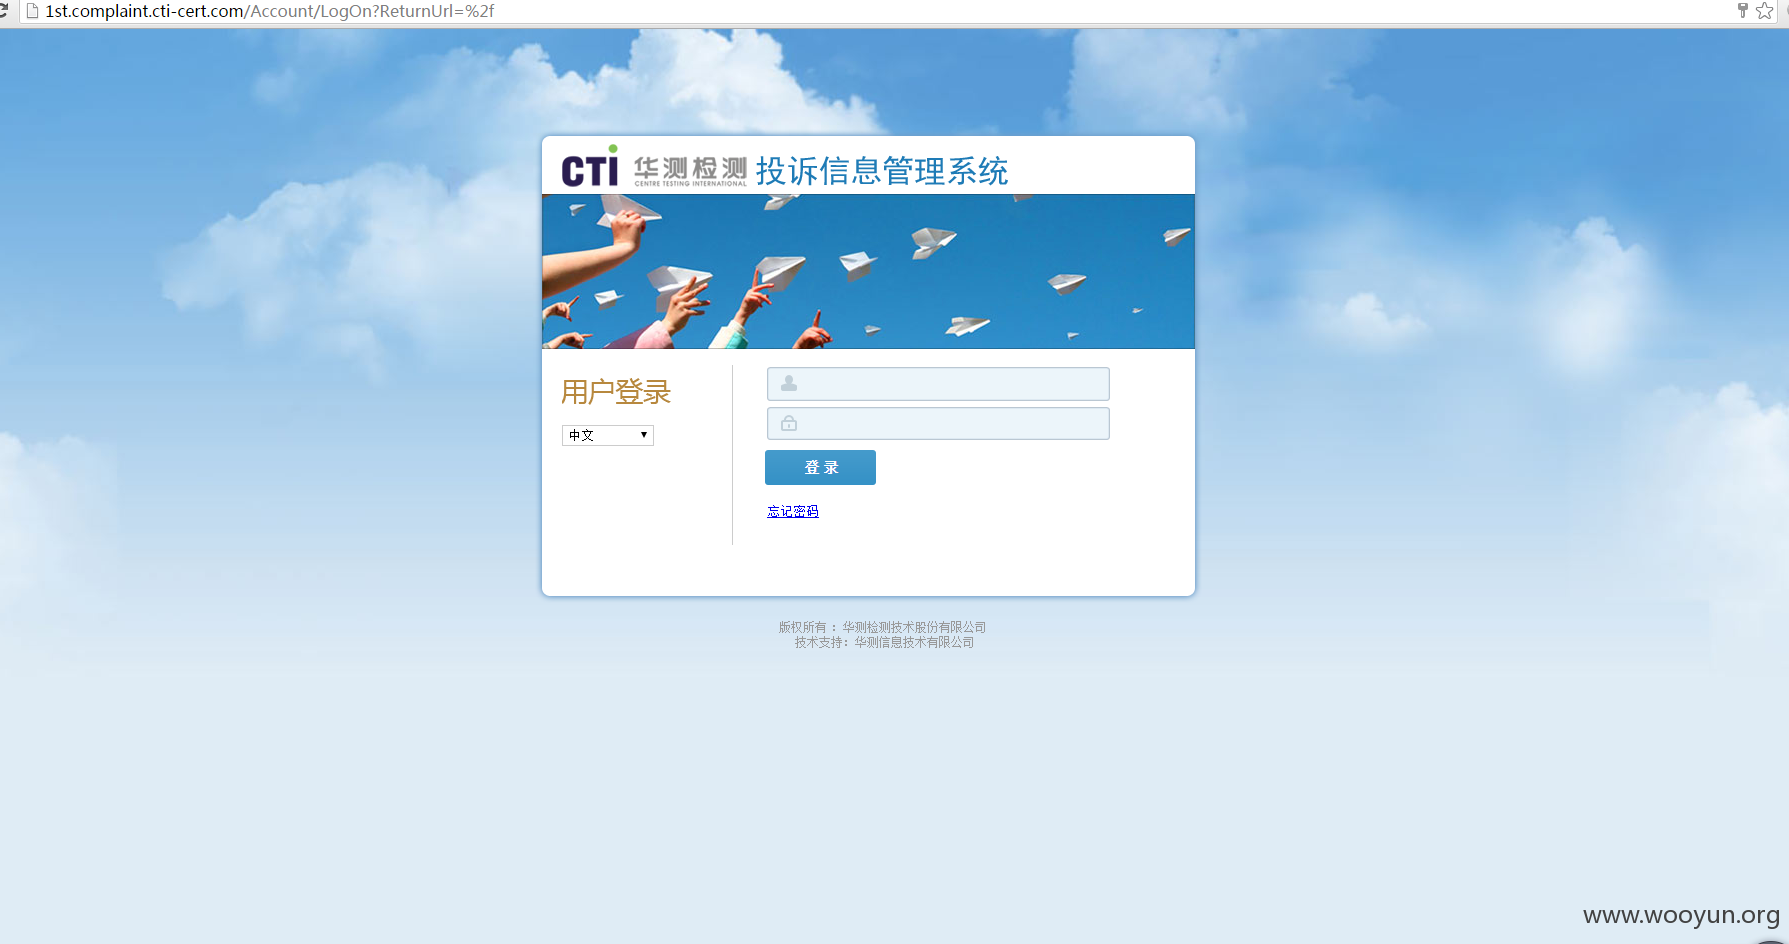 1st.complaint.cti-cert.com/Account/LogOn?ReturnUrl=%2f
CTI 华测检测 投诉信息管理系统
CENTRE TESTING INTERNATIONAL
用户登录
中文
登 录
忘记密码
版权所有 ：华测检测技术股份有限公司
技术支持：华测信息技术有限公司
www.wooyun.org